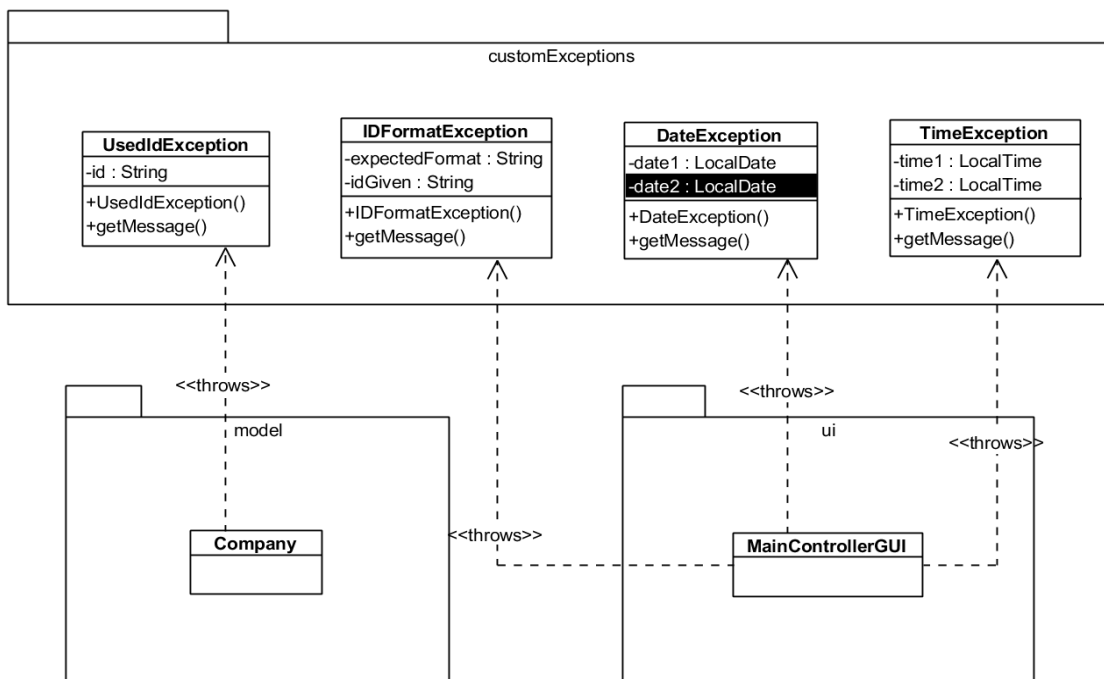 customExceptions
UsedIdException
-id : String
+UsedIdException()
+getMessage()
IDFormatException
-expectedFormat : String
-idGiven : String
+IDFormatException()
+getMessage()
DateException
-date1 : LocalDate
-date2 : LocalDate
+DateException()
+getMessage()
TimeException
-time1 : LocalTime
-time2 : LocalTime
+TimeException()
+getMessage()
<<throws>>
<<throws>>
model
ui
<<throws>>
<<throws>>
Company
MainControllerGUI